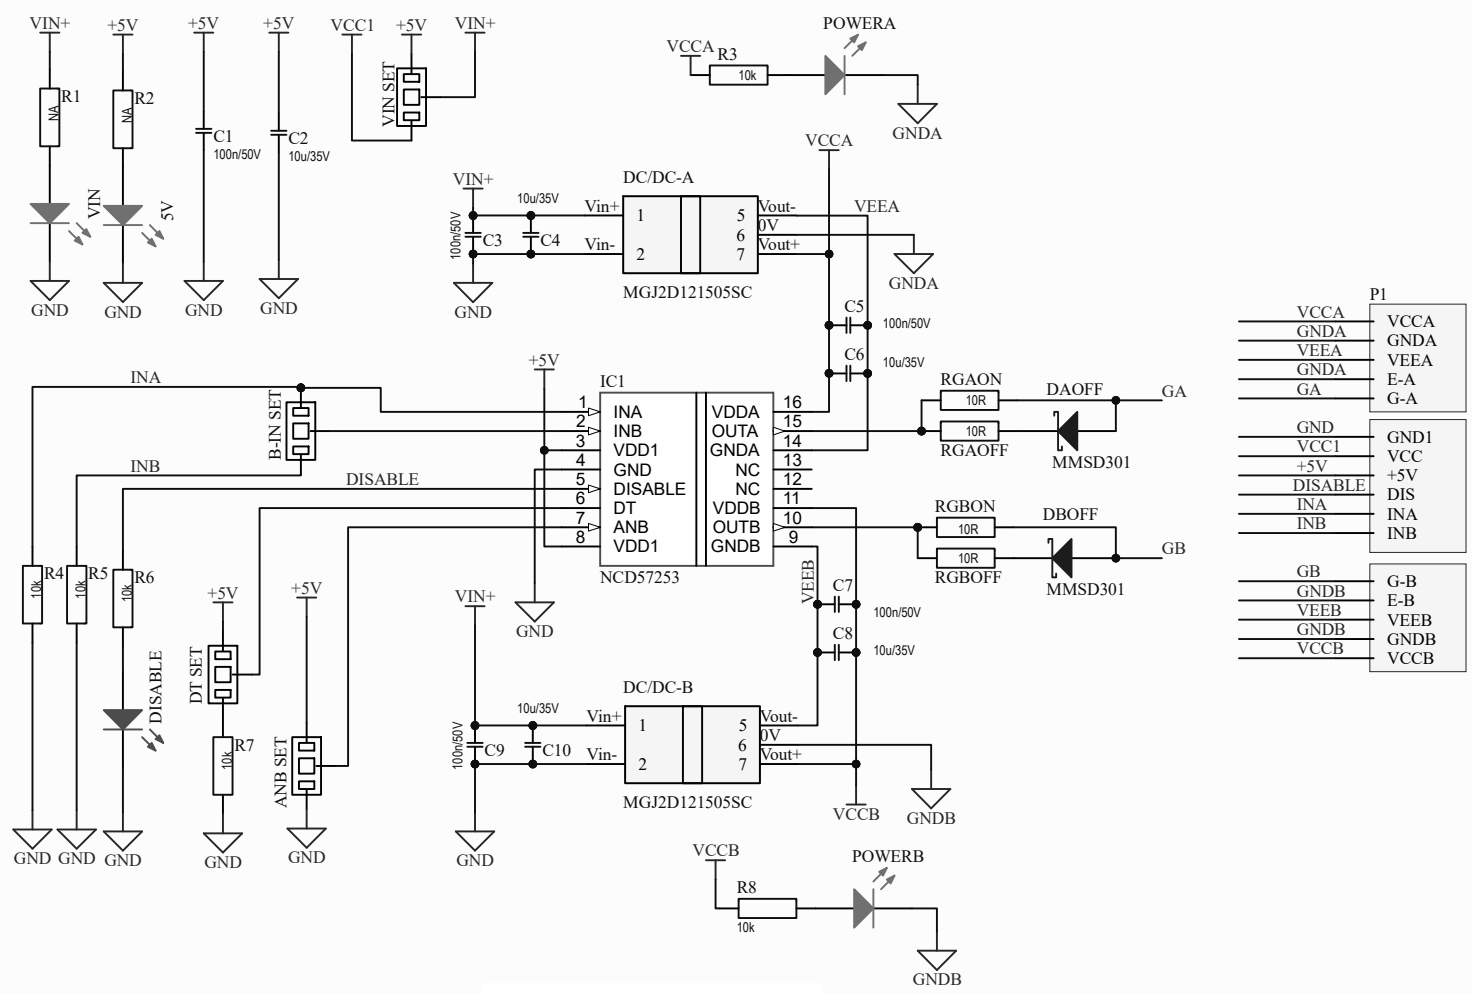 VIN+
+5V
+5V
+5V
VCC1
+5V
VIN+
R1
NA
R2
NA
C1
100n/50V
C2
10u/35V
VIN SET
VIN
5V
GND
GND
GND
GND
POWERA
VCCA
R3
10k
GNDA
VCCA
VIN+
DC/DC-A
10u/35V
100n/50V
C3
C4
Vin+
Vin-
1
2
5
6
7
Vout-
0V
Vout+
VEEA
GND
MGJ2D121505SC
GNDA
C5
100n/50V
C6
10u/35V
+5V
IC1
INA
B-IN SET
INB
DISABLE
1
2
3
4
5
6
7
8
INA
INB
VDD1
GND
DISABLE
DT
ANB
VDD1
VDDA
OUTA
GNDA
NC
NC
VDDB
OUTB
GNDB
16
15
14
13
12
11
10
9
NCD57253
RGAON
10R
DAOFF
GA
10R
RGAOFF
MMSD301
RGBON
10R
DBOFF
GB
10R
RGBOFF
MMSD301
R4
10k
R5
10k
R6
10k
+5V
+5V
DT SET
R7
10k
DISABLE
ANB SET
GND
GND
GND
GND
GND
GND
VIN+
VEEB
C7
100n/50V
C8
10u/35V
DC/DC-B
10u/35V
100n/50V
C9
C10
Vin+
Vin-
1
2
5
6
7
Vout-
0V
Vout+
GND
MGJ2D121505SC
VCCB
GNDB
VCCB
POWERB
R8
10k
GNDB
P1
VCCA VCCA
GNDA GNDA
VEEA VEEA
GNDA E-A
GA G-A
GND GND1
VCC1 VCC
+5V +5V
DISABLE DIS
INA INA
INB INB
GB G-B
GNDB E-B
VEEB VEEB
GNDB GNDB
VCCB VCCB